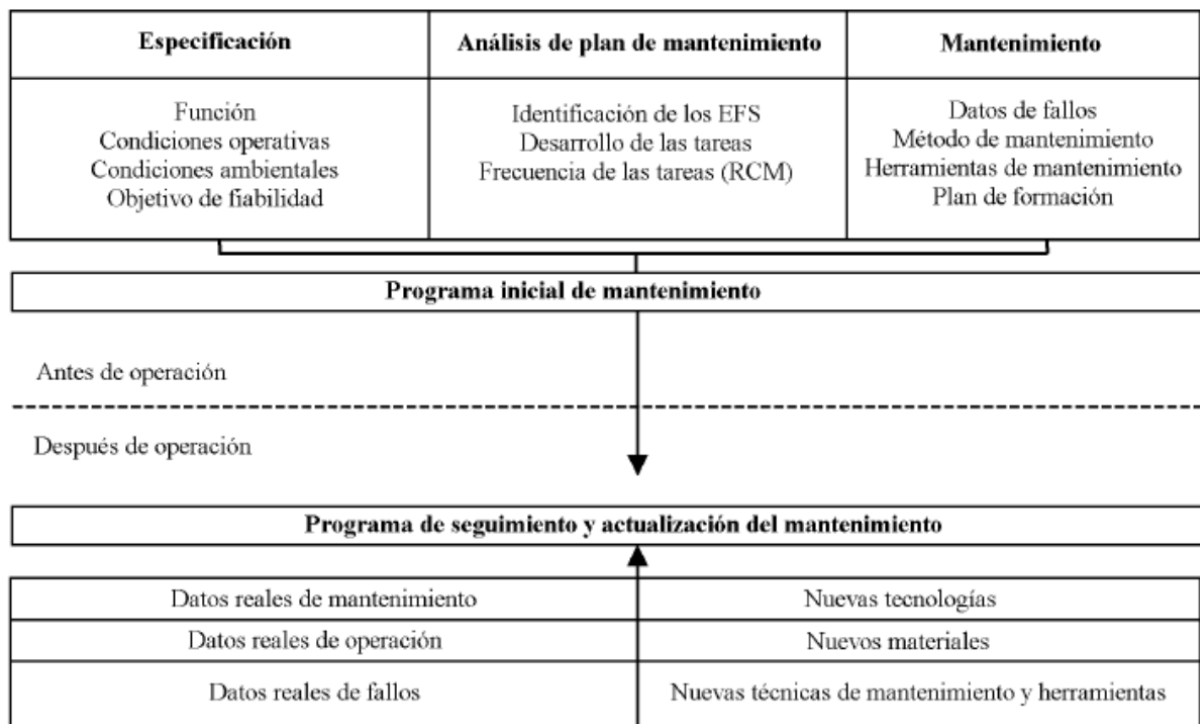 Especificación
Análisis de plan de mantenimiento
Mantenimiento
Función
Condiciones operativas
Condiciones ambientales
Objetivo de fiabilidad
Identificación de los EFS
Desarrollo de las tareas
Frecuencia de las tareas (RCM)
Datos de fallos
Método de mantenimiento
Herramientas de mantenimiento
Plan de formación
Programa inicial de mantenimiento
Antes de operación
Después de operación
Programa de seguimiento y actualización del mantenimiento
Datos reales de mantenimiento
Nuevas tecnologías
Datos reales de operación
Nuevos materiales
Datos reales de fallos
Nuevas técnicas de mantenimiento y herramientas